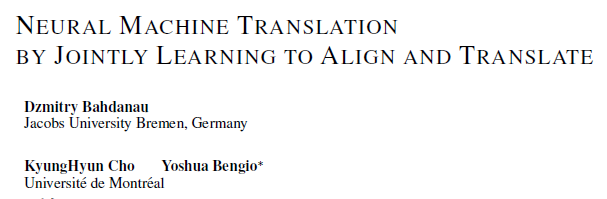 NEURAL MACHINE TRANSLATION
BY JOINTLY LEARNING TO ALIGN AND TRANSLATE
Dzmitry Bahdanau
Jacobs University Bremen, Germany
KyungHyun Cho Yoshua Bengio*
Université de Montréal